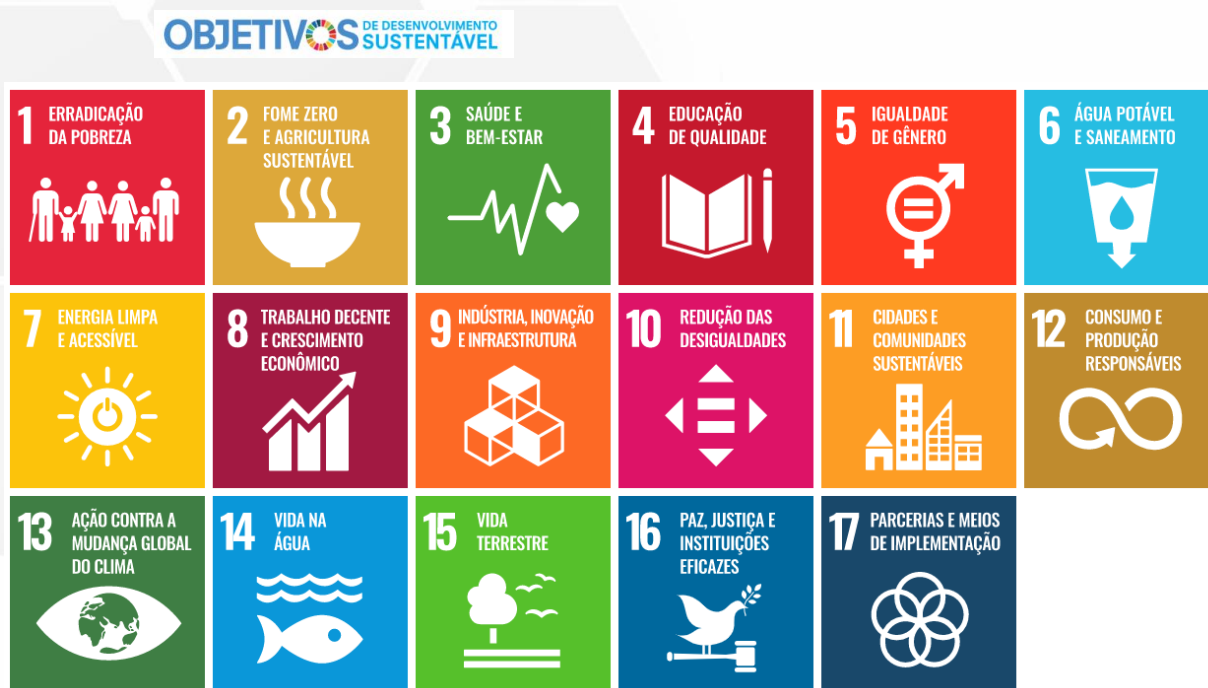 OBJETIVOS DE DESENVOLVIMENTO
SUSTENTÁVEL
1 ERRADICAÇÃO
DA POBREZA
2 FOME ZERO
E AGRICULTURA
SUSTENTÁVEL
3 SAÚDE E
BEM-ESTAR
4 EDUCAÇÃO
DE QUALIDADE
5 IGUALDADE
DE GÊNERO
6 ÁGUA POTÁVEL
E SANEAMENTO
7 ENERGIA LIMPA
E ACESSÍVEL
8 TRABALHO DECENTE
E CRESCIMENTO
ECONÔMICO
9 INDÚSTRIA, INOVAÇÃO
E INFRAESTRUTURA
10 REDUÇÃO DAS
DESIGUALDADES
11 CIDADES E
COMUNIDADES
SUSTENTÁVEIS
12 CONSUMO E
PRODUÇÃO
RESPONSÁVEIS
13 AÇÃO CONTRA A
MUDANÇA GLOBAL
DO CLIMA
14 VIDA NA
ÁGUA
15 VIDA
TERRESTRE
16 PAZ, JUSTIÇA E
INSTITUIÇÕES
EFICAZES
17 PARCERIAS E MEIOS
DE IMPLEMENTAÇÃO